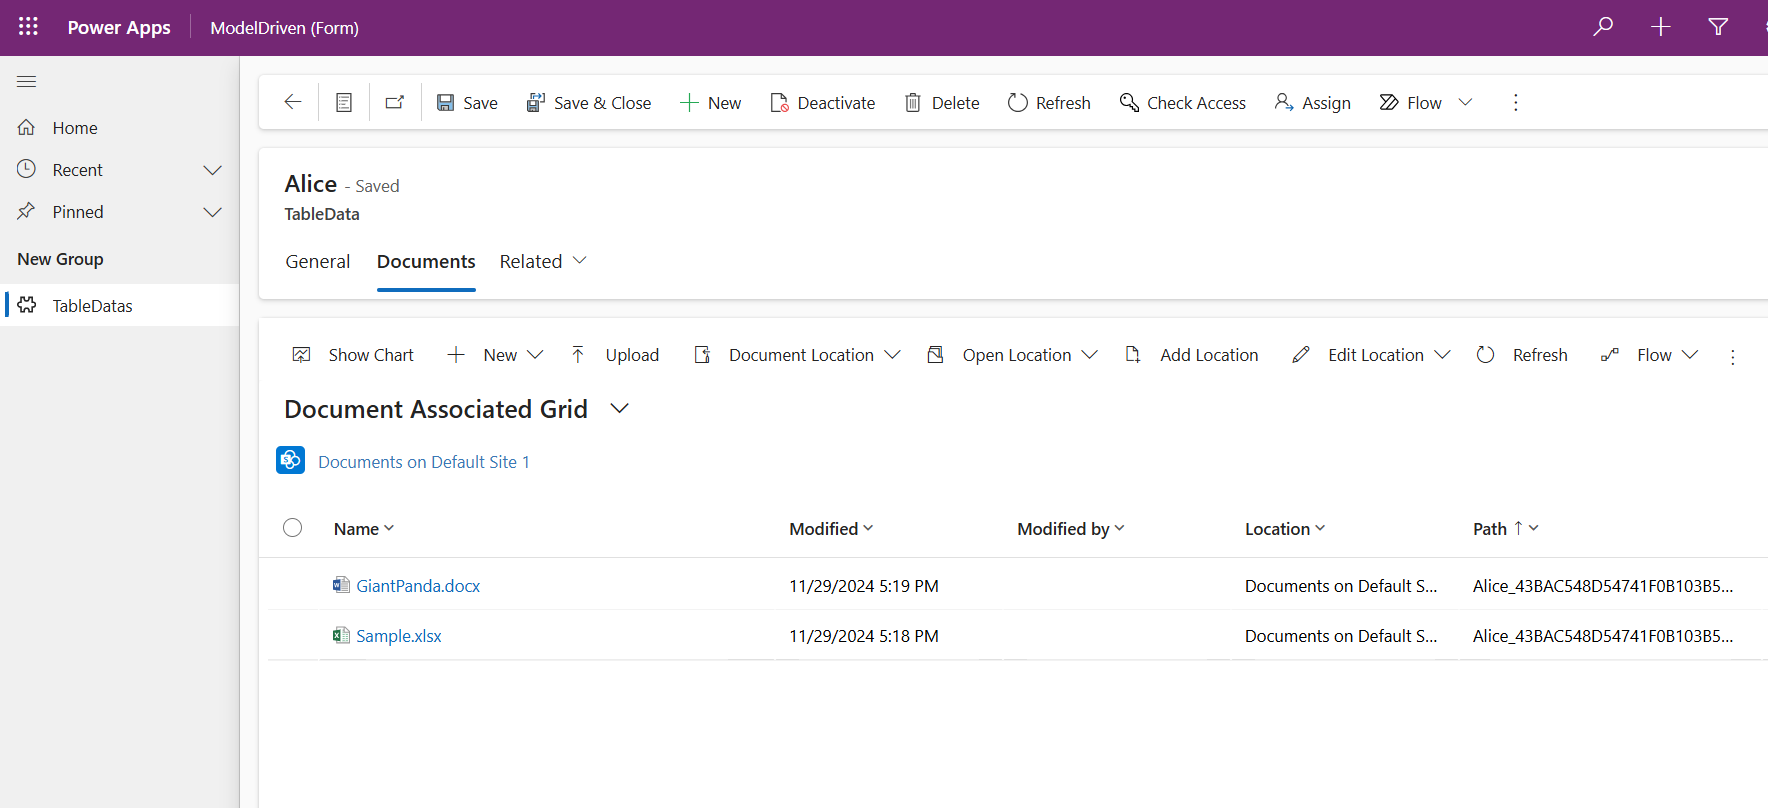 Power Apps ModelDriven (Form)
Home
Recent
Pinned
New Group
TableDatas
Save Save & Close New Deactivate Delete Refresh Check Access Assign Flow
Alice - Saved
TableData
General Documents Related
Show Chart New Upload Document Location Open Location Add Location Edit Location Refresh Flow
Document Associated Grid
Documents on Default Site 1
Name Modified Modified by Location Path
GiantPanda.docx 11/29/2024 5:19 PM Documents on Default S... Alice_43BAC548D54741F0B103B5...
Sample.xlsx 11/29/2024 5:18 PM Documents on Default S... Alice_43BAC548D54741F0B103B5...